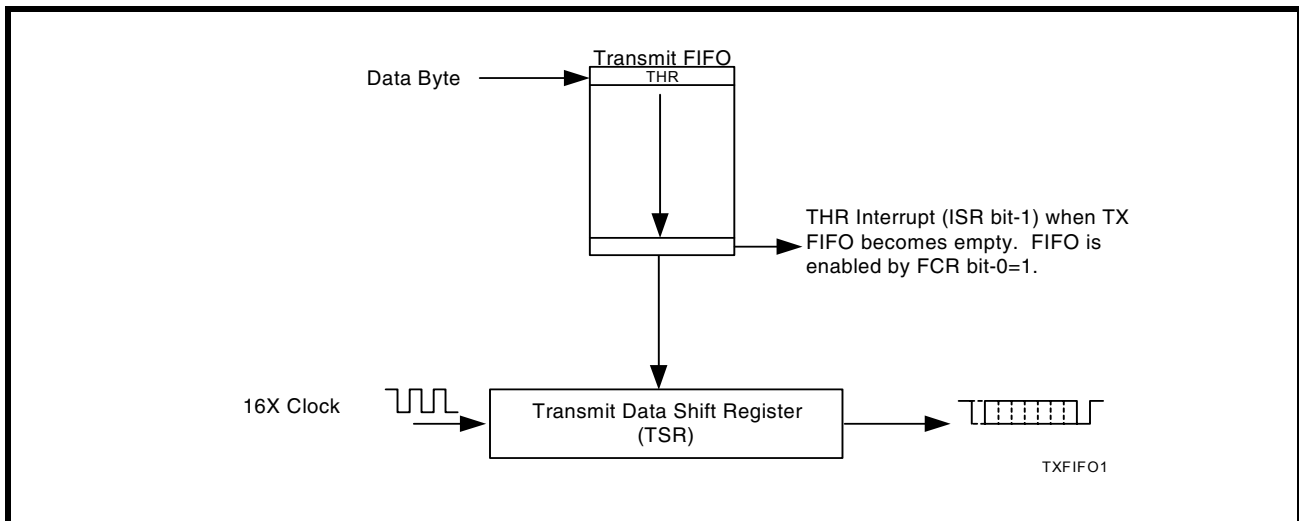 Transmit FIFO
THR
Data Byte
THR Interrupt (ISR bit-1) when TX
FIFO becomes empty. FIFO is
enabled by FCR bit-0=1.
16X Clock
Transmit Data Shift Register
(TSR)
TXFIFO1